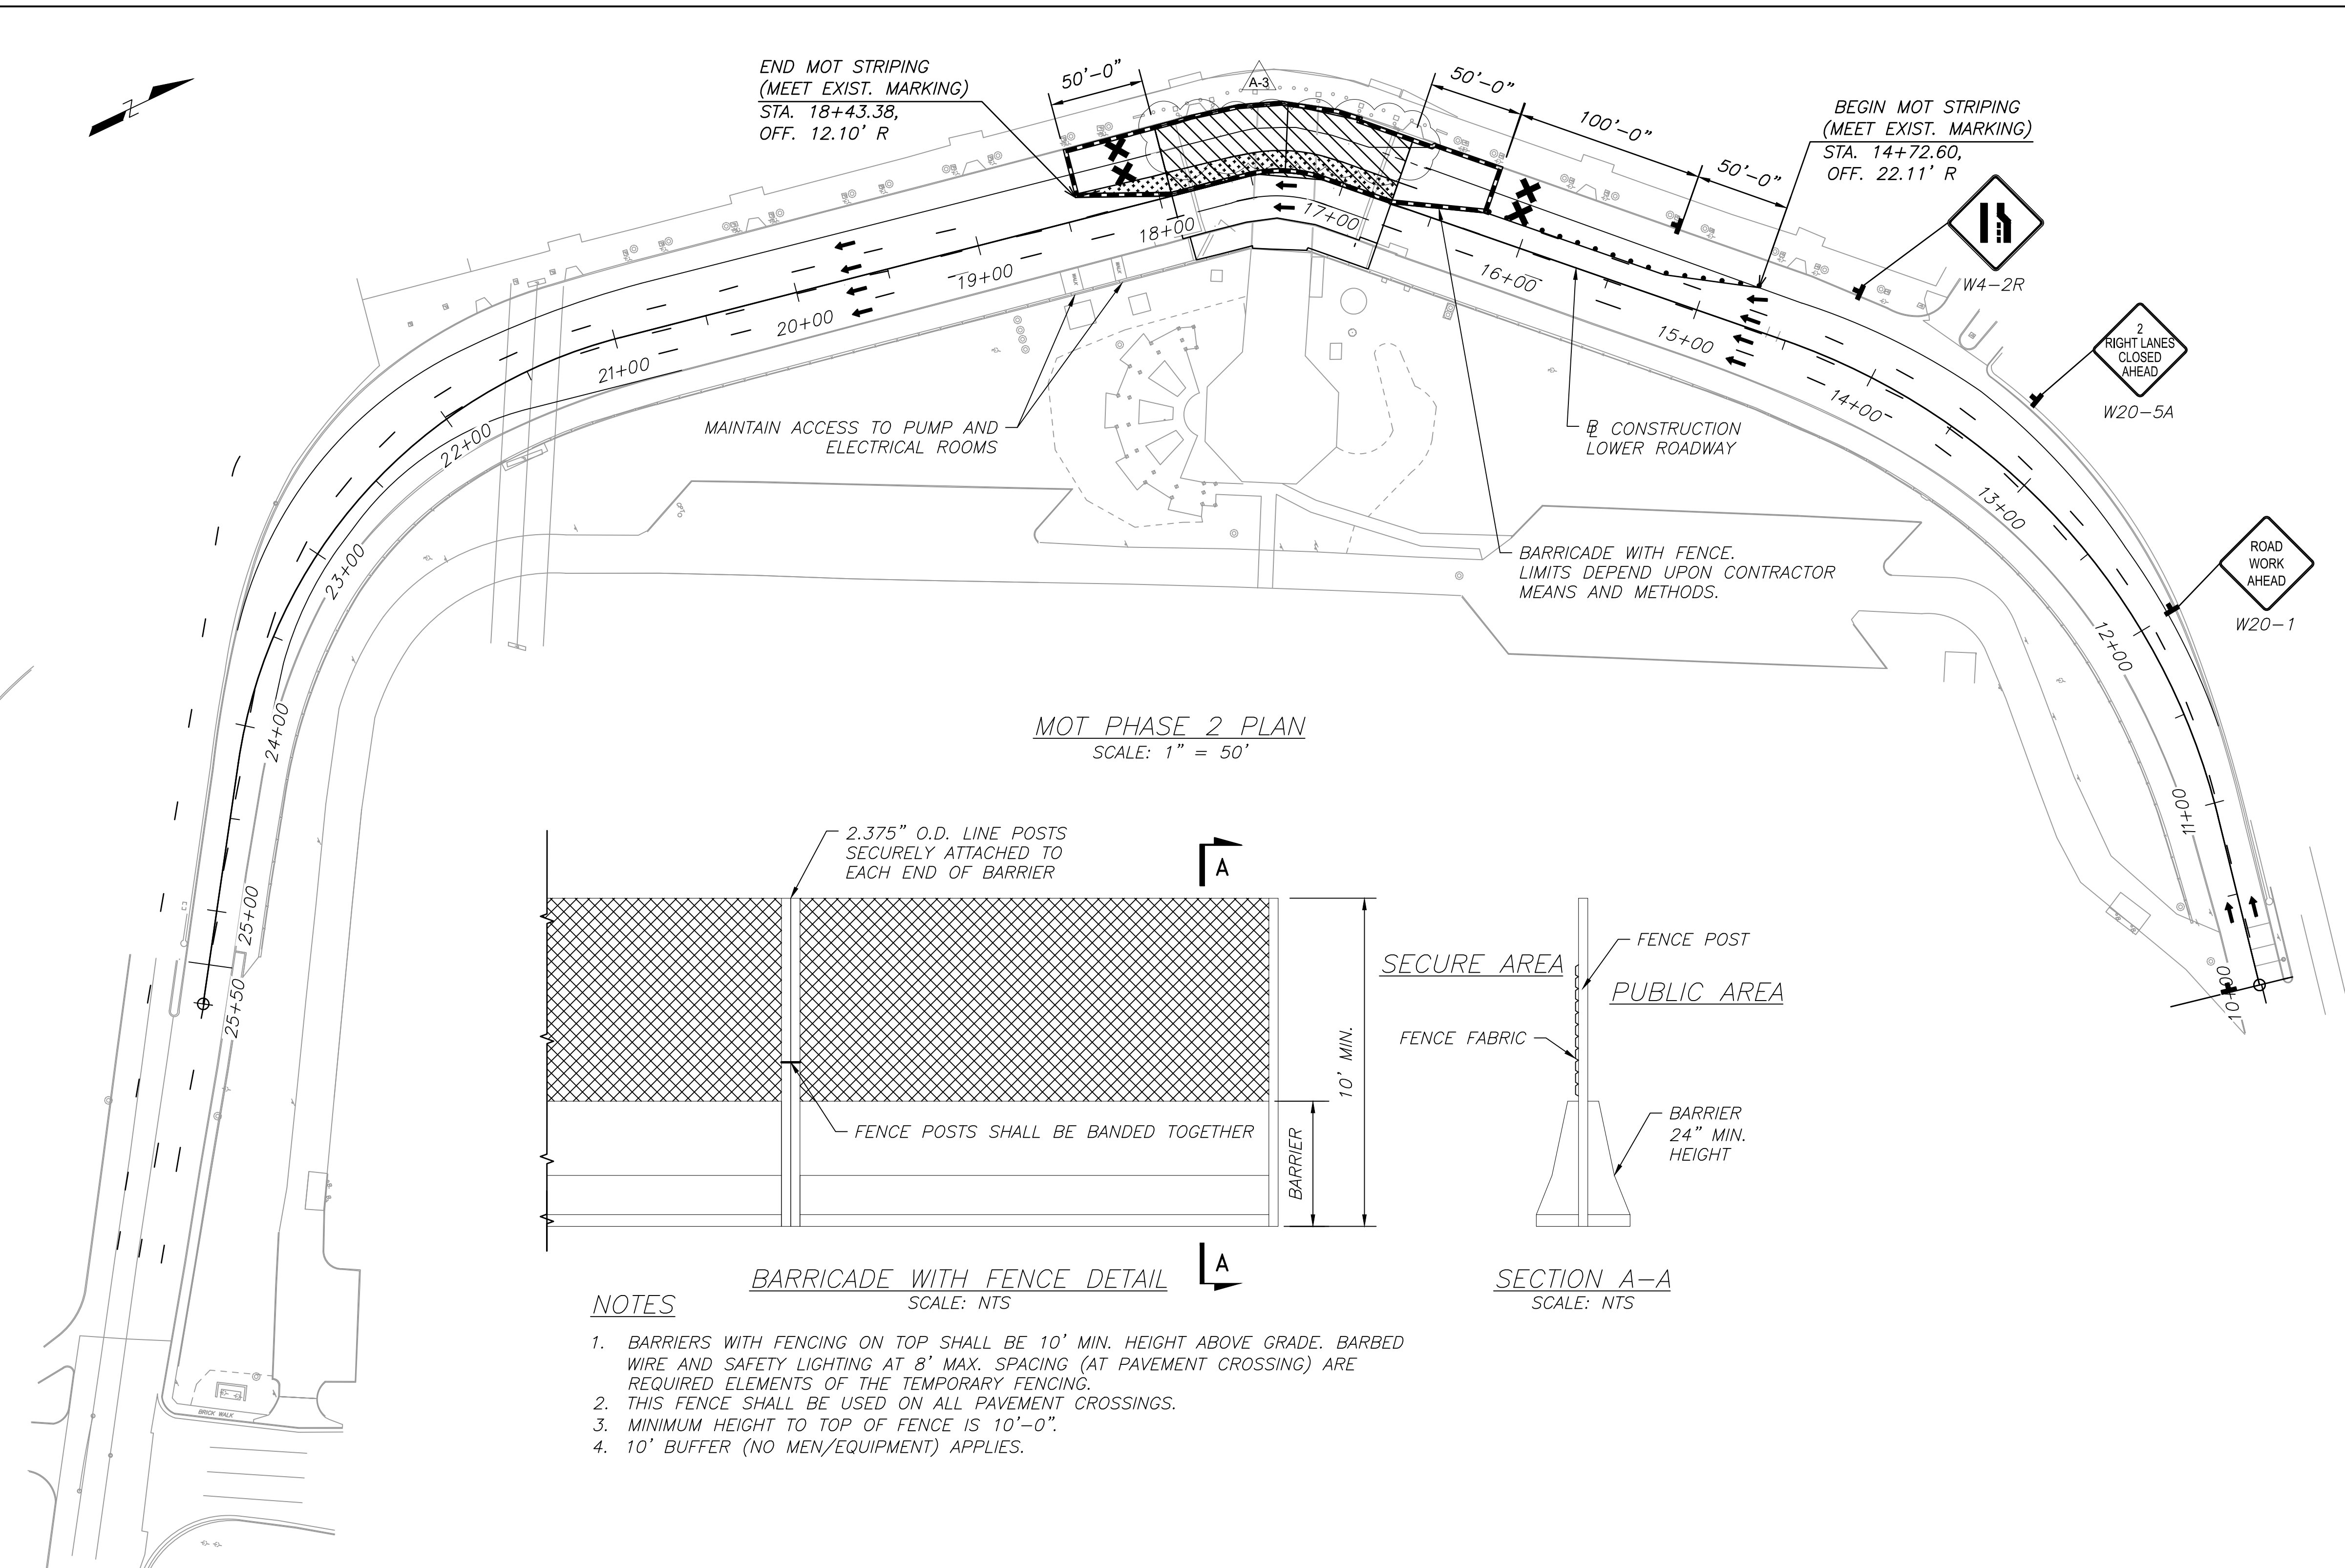 END MOT STRIPING
(MEET EXIST. MARKING)
STA. 18+43.38,
OFF. 12.10' R
50'-0"
A-3
50'-0"
100'-0"
50'-0"
BEGIN MOT STRIPING
(MEET EXIST. MARKING)
STA. 14+72.60,
OFF. 22.11' R
W4-2R
2
RIGHT LANES
CLOSED
AHEAD
W20-5A
ROAD
WORK
AHEAD
W20-1
Z
10+00
11+00
12+00
13+00
14+00
15+00
16+00
17+00
18+00
19+00
20+00
21+00
22+00
23+00
24+00
25+00
25+50
WALK
WALK
MAINTAIN ACCESS TO PUMP AND
ELECTRICAL ROOMS
BL CONSTRUCTION
LOWER ROADWAY
BARRICADE WITH FENCE.
LIMITS DEPEND UPON CONTRACTOR
MEANS AND METHODS.
MOT PHASE 2 PLAN
SCALE: 1" = 50'
2.375" O.D. LINE POSTS
SECURELY ATTACHED TO
EACH END OF BARRIER
A
FENCE POSTS SHALL BE BANDED TOGETHER
BARRIER
10' MIN.
A
BARRICADE WITH FENCE DETAIL
SCALE: NTS
SECURE AREA
FENCE POST
PUBLIC AREA
FENCE FABRIC
BARRIER
24" MIN.
HEIGHT
SECTION A-A
SCALE: NTS
NOTES
1. BARRIERS WITH FENCING ON TOP SHALL BE 10' MIN. HEIGHT ABOVE GRADE. BARBED
WIRE AND SAFETY LIGHTING AT 8' MAX. SPACING (AT PAVEMENT CROSSING) ARE
REQUIRED ELEMENTS OF THE TEMPORARY FENCING.
2. THIS FENCE SHALL BE USED ON ALL PAVEMENT CROSSINGS.
3. MINIMUM HEIGHT TO TOP OF FENCE IS 10'-0".
4. 10' BUFFER (NO MEN/EQUIPMENT) APPLIES.
BRICK WALK